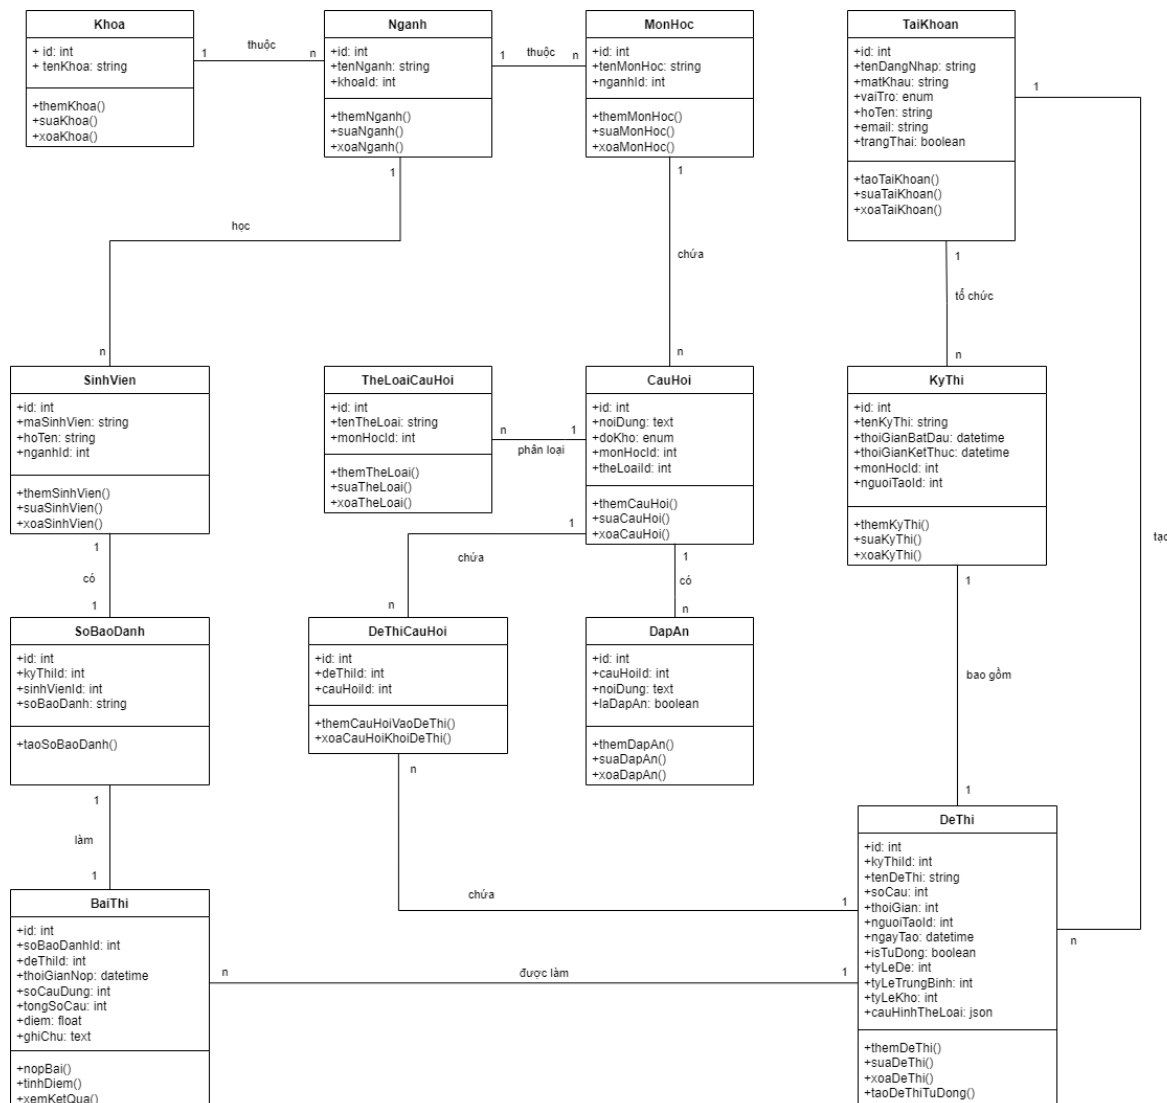 Khoa
+ id: int
+ tenKhoa: string
+themKhoa()
+suaKhoa()
+xoaKhoa()
1
thuộc
n
Nganh
+id: int
+tenNganh: string
+khoaId: int
+themNganh()
+suaNganh()
+xoaNganh()
1
thuộc
n
MonHoc
+id: int
+tenMonHoc: string
+nganhId: int
+themMonHoc()
+suaMonHoc()
+xoaMonHoc()
TaiKhoan
+id: int
+tenDangNhap: string
+matKhau: string
+vaiTro: enum
+hoTen: string
+email: string
+trangThai: boolean
+taoTaiKhoan()
+suaTaiKhoan()
+xoaTaiKhoan()
1
1
học
n
1
chứa
n
1
tổ chức
n
SinhVien
+id: int
+maSinhVien: string
+hoTen: string
+nganhId: int
+themSinhVien()
+suaSinhVien()
+xoaSinhVien()
TheLoaiCauHoi
+id: int
+tenTheLoai: string
+monHocId: int
+themTheLoai()
+suaTheLoai()
+xoaTheLoai()
n
1
phân loại
CauHoi
+id: int
+noiDung: text
+doKho: enum
+monHocId: int
+theLoaiId: int
+themCauHoi()
+suaCauHoi()
+xoaCauHoi()
KyThi
+id: int
+tenKyThi: string
+thoiGianBatDau: datetime
+thoiGianKetThuc: datetime
+monHocId: int
+nguoiTaoId: int
+themKyThi()
+suaKyThi()
+xoaKyThi()
tạo
1
có
1
1
chứa
n
1
có
n
1
bao gồm
1
SoBaoDanh
+id: int
+kyThiId: int
+sinhVienId: int
+soBaoDanh: string
+taoSoBaoDanh()
DeThiCauHoi
+id: int
+deThiId: int
+cauHoiId: int
+themCauHoiVaoDeThi()
+xoaCauHoiKhoiDeThi()
DapAn
+id: int
+cauHoiId: int
+noiDung: text
+laDapAn: boolean
+themDapAn()
+suaDapAn()
+xoaDapAn()
n
chứa
1
1
làm
1
DeThi
+id: int
+kyThiId: int
+tenDeThi: string
+soCau: int
+thoiGian: int
+nguoiTaoId: int
+ngayTao: datetime
+isTuDong: boolean
+tyLeDe: int
+tyLeTrungBinh: int
+tyLeKho: int
+cauHinhTheLoai: json
+themDeThi()
+suaDeThi()
+xoaDeThi()
+taoDeThiTuDong()
n
BaiThi
+id: int
+soBaoDanhId: int
+deThiId: int
+thoiGianNop: datetime
+soCauDung: int
+tongSoCau: int
+diem: float
+ghiChu: text
+nopBai()
+tinhDiem()
+xemKetQua()
n
được làm
1